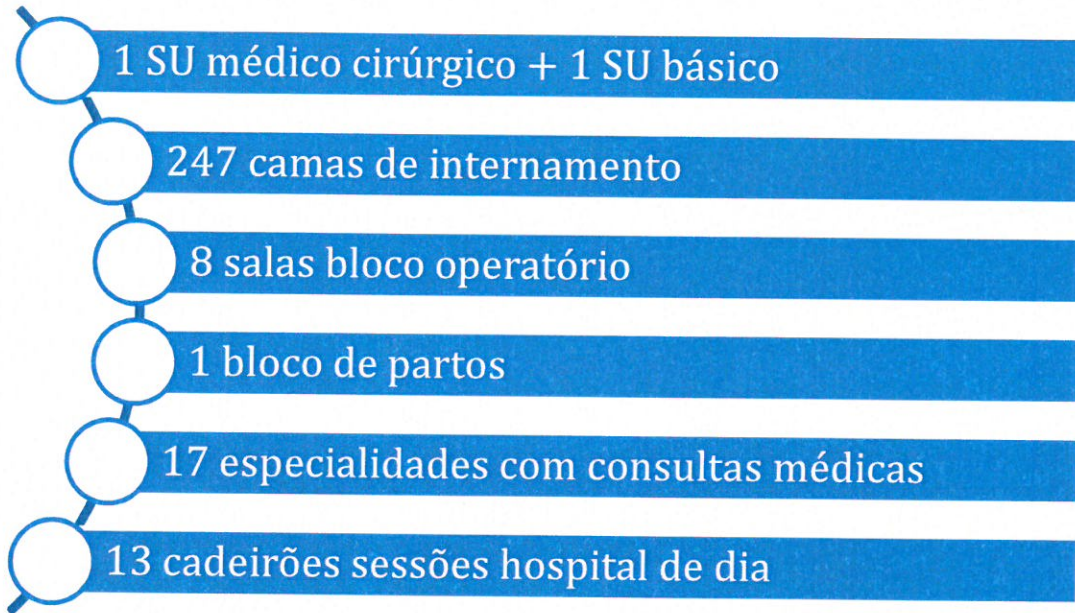 1 SU médico cirúrgico + 1 SU básico
247 camas de internamento
8 salas bloco operatório
1 bloco de partos
17 especialidades com consultas médicas
13 cadeirões sessões hospital de dia